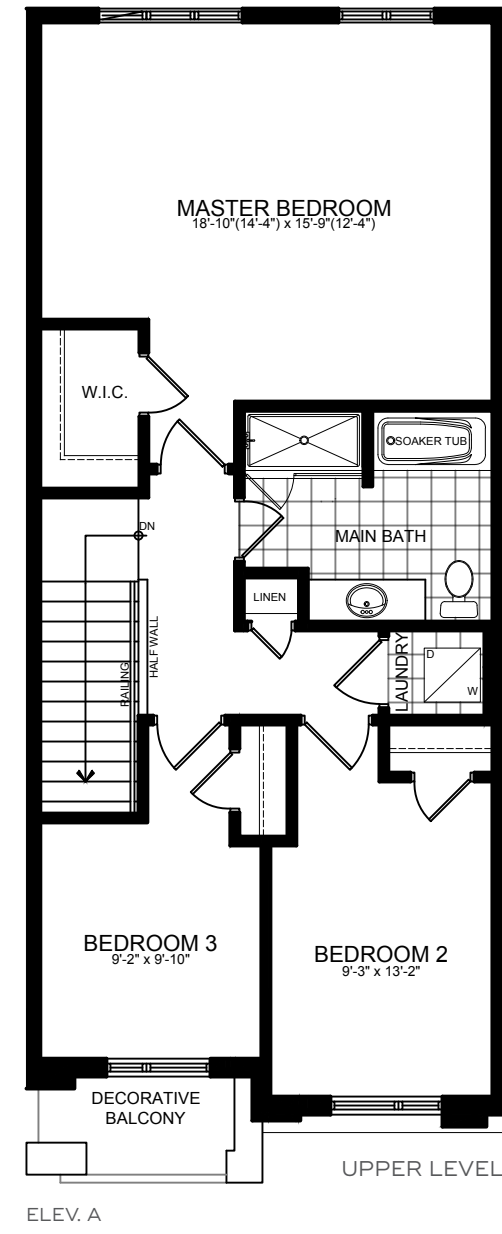 MASTER BEDROOM
18'-10"(14'-4") x 15'-9"(12'-4")
W.I.C.
SOAKER TUB
DN
MAIN BATH
LINEN
HALF WALL
RAILING
LAUNDRY
D
W
BEDROOM 3
9'-2" x 9'-10"
BEDROOM 2
9'-3" x 13'-2"
DECORATIVE
BALCONY
UPPER LEVEL
ELEV. A